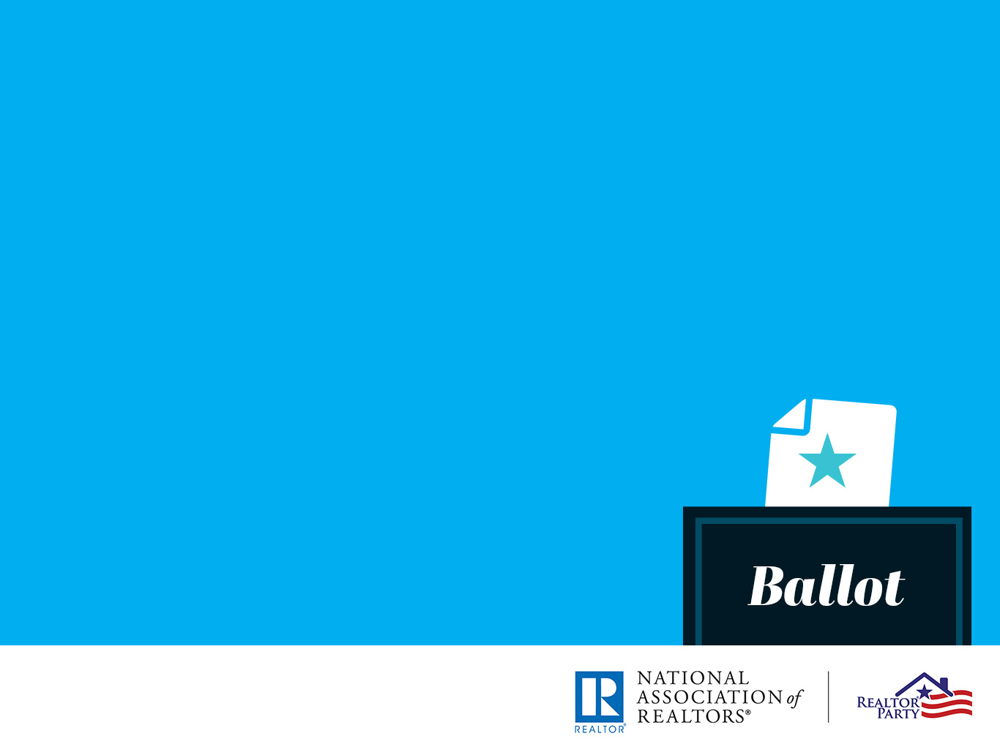 Ballot
NATIONAL
ASSOCIATION of
REALTORS®
REALTOR®
REALTOR®
PARTY